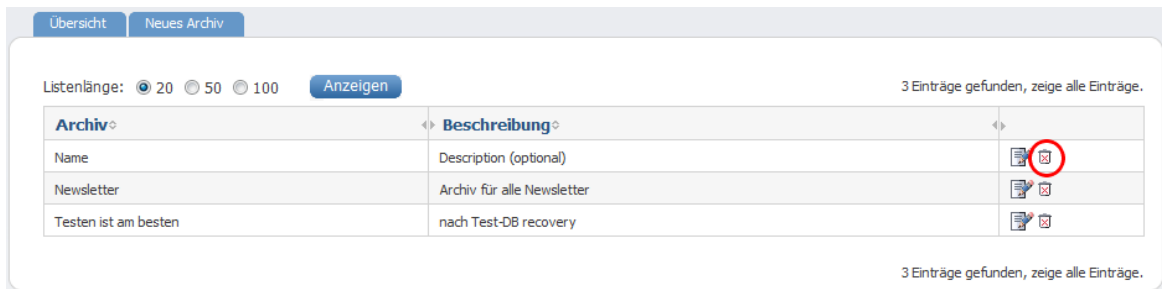 Übersicht Neues Archiv
Listenlänge: 20 50 100 Anzeigen 3 Einträge gefunden, zeige alle Einträge.
Archiv Beschreibung
Name Description (optional)
Newsletter Archiv für alle Newsletter
Testen ist am besten nach Test-DB recovery
3 Einträge gefunden, zeige alle Einträge.